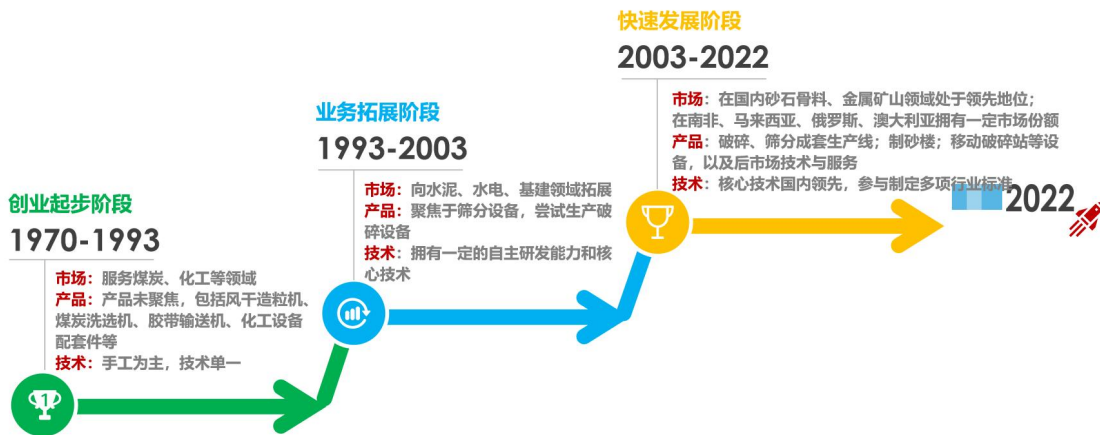 创业起步阶段
1970-1993
市场：服务煤炭、化工等领域
产品：产品未聚焦，包括风干造粒机、
煤炭洗选机、胶带输送机、化工设备
配套件等
技术：手工为主，技术单一
1
业务拓展阶段
1993-2003
市场：向水泥、水电、基建领域拓展
产品：聚焦于筛分设备，尝试生产破
碎设备
技术：拥有一定的自主研发能力和核
心技术
快速发展阶段
2003-2022
市场：在国内砂石骨料、金属矿山领域处于领先地位；
在南非、马来西亚、俄罗斯、澳大利亚拥有一定市场份额
产品：破碎、筛分成套生产线；制砂楼；移动破碎站等设
备，以及后市场技术与服务
技术：核心技术国内领先，参与制定多项行业标准
2022